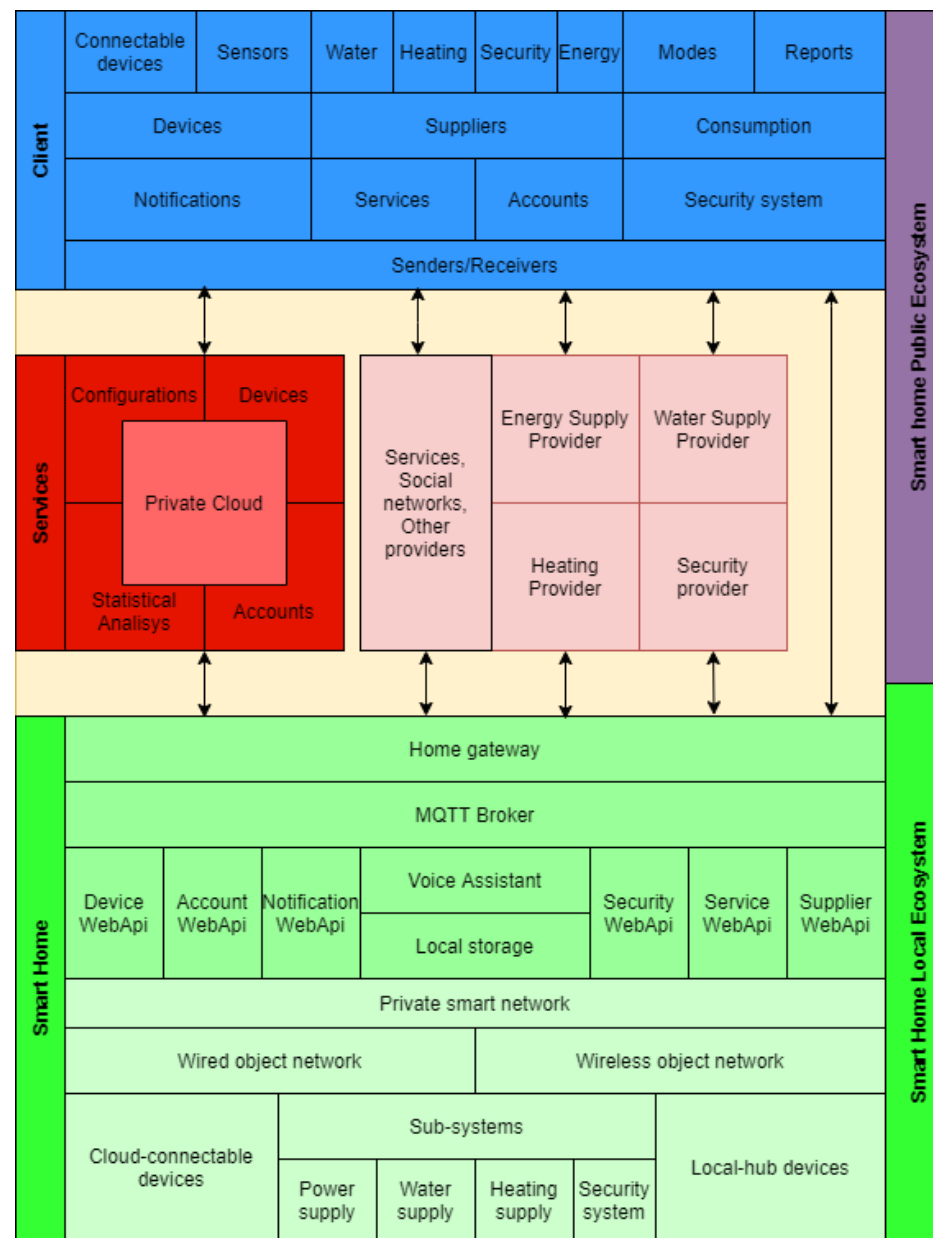 Connectable
devices
Sensors
Water
Heating
Security
Energy
Modes
Reports
Devices
Suppliers
Consumption
Client
Notifications
Services
Accounts
Security system
Senders/Receivers
Smart home Public Ecosystem
Services
Configurations
Devices
Private Cloud
Statistical
Analisys
Accounts
Services,
Social
networks,
Other
providers
Energy Supply
Provider
Water Supply
Provider
Heating
Provider
Security
provider
Smart Home
Home gateway
MQTT Broker
Device
WebApi
Account
WebApi
Notification
WebApi
Voice Assistant
Local storage
Security
WebApi
Service
WebApi
Supplier
WebApi
Private smart network
Wired object network
Wireless object network
Cloud-connectable
devices
Sub-systems
Power
supply
Water
supply
Heating
supply
Security
system
Local-hub devices
Smart Home Local Ecosystem